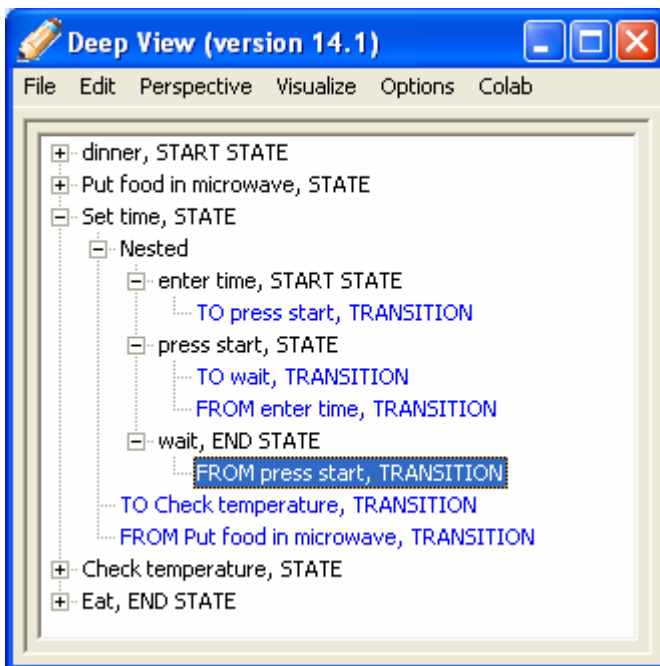 Deep View (version 14.1)
File Edit Perspective Visualize Options Colab
dinner, START STATE
Put food in microwave, STATE
Set time, STATE
Nested
enter time, START STATE
TO press start, TRANSITION
press start, STATE
TO wait, TRANSITION
FROM enter time, TRANSITION
wait, END STATE
FROM press start, TRANSITION
TO Check temperature, TRANSITION
FROM Put food in microwave, TRANSITION
Check temperature, STATE
Eat, END STATE